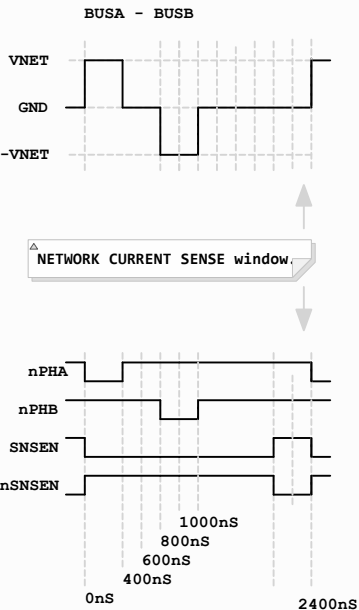 BUSA - BUSB
VNET
GND
-VNET
NETWORK CURRENT SENSE window.
nPHA
nPHB
SNSEN
nSNSEN
1000nS
800nS
600nS
400nS
0nS
2400nS